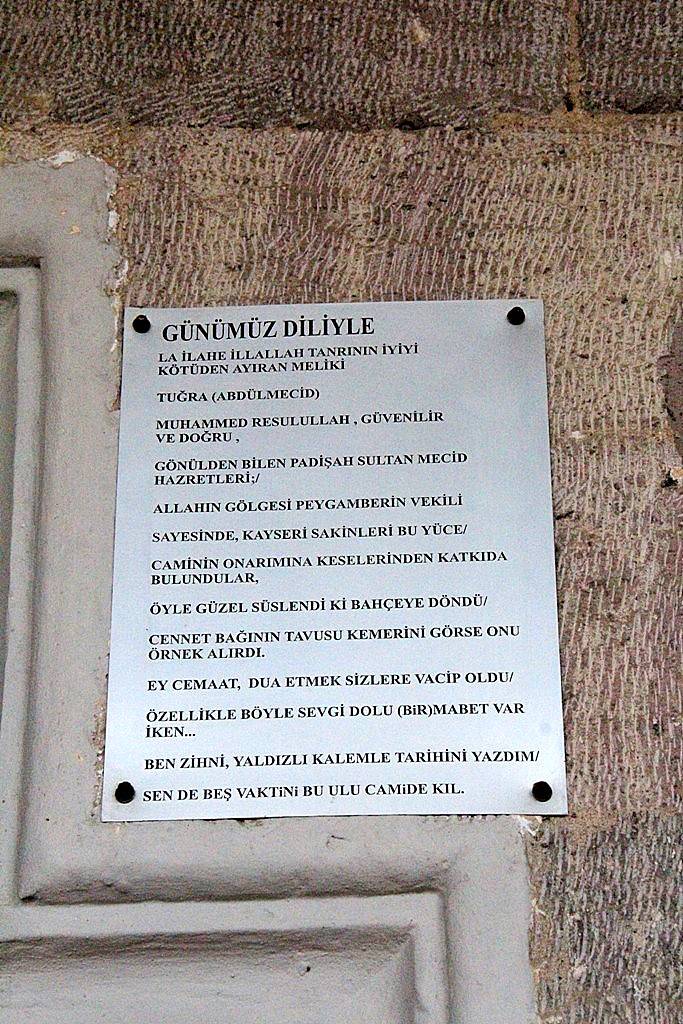 GÜNÜMÜZ DİLİYLE
LA İLAHE İLLALLAH TANRININ İYİYİ
KÖTÜDEN AYIRAN MELİKİ
TUĞRA (ABDÜLMECİD)
MUHAMMED RESULULLAH , GÜVENİLİR
VE DOĞRU ,
GÖNÜLDEN BİLEN PADİŞAH SULTAN MECİD
HAZRETLERİ;/
ALLAHIN GÖLGESİ PEYGAMBERİN VEKİLİ
SAYESİNDE, KAYSERİ SAKİNLERİ BU YÜCE/
CAMİNİN ONARIMINA KESELERİNDEN KATKIDA
BULUNDULAR,
ÖYLE GÜZEL SÜSLENDİ Kİ BAHÇEYE DÖNDÜ/
CENNET BAĞININ TAVUSU KEMERİNİ GÖRSE ONU
ÖRNEK ALIRDI.
EY CEMAAT, DUA ETMEK SİZLERE VACİP OLDU/
ÖZELLİKLE BÖYLE SEVGİ DOLU (BiR)MABET VAR
İKEN...
BEN ZİHNİ, YALDIZLI KALEMLE TARİHİNİ YAZDIM/
SEN DE BEŞ VAKTiNi BU ULU CAMiDE KIL.